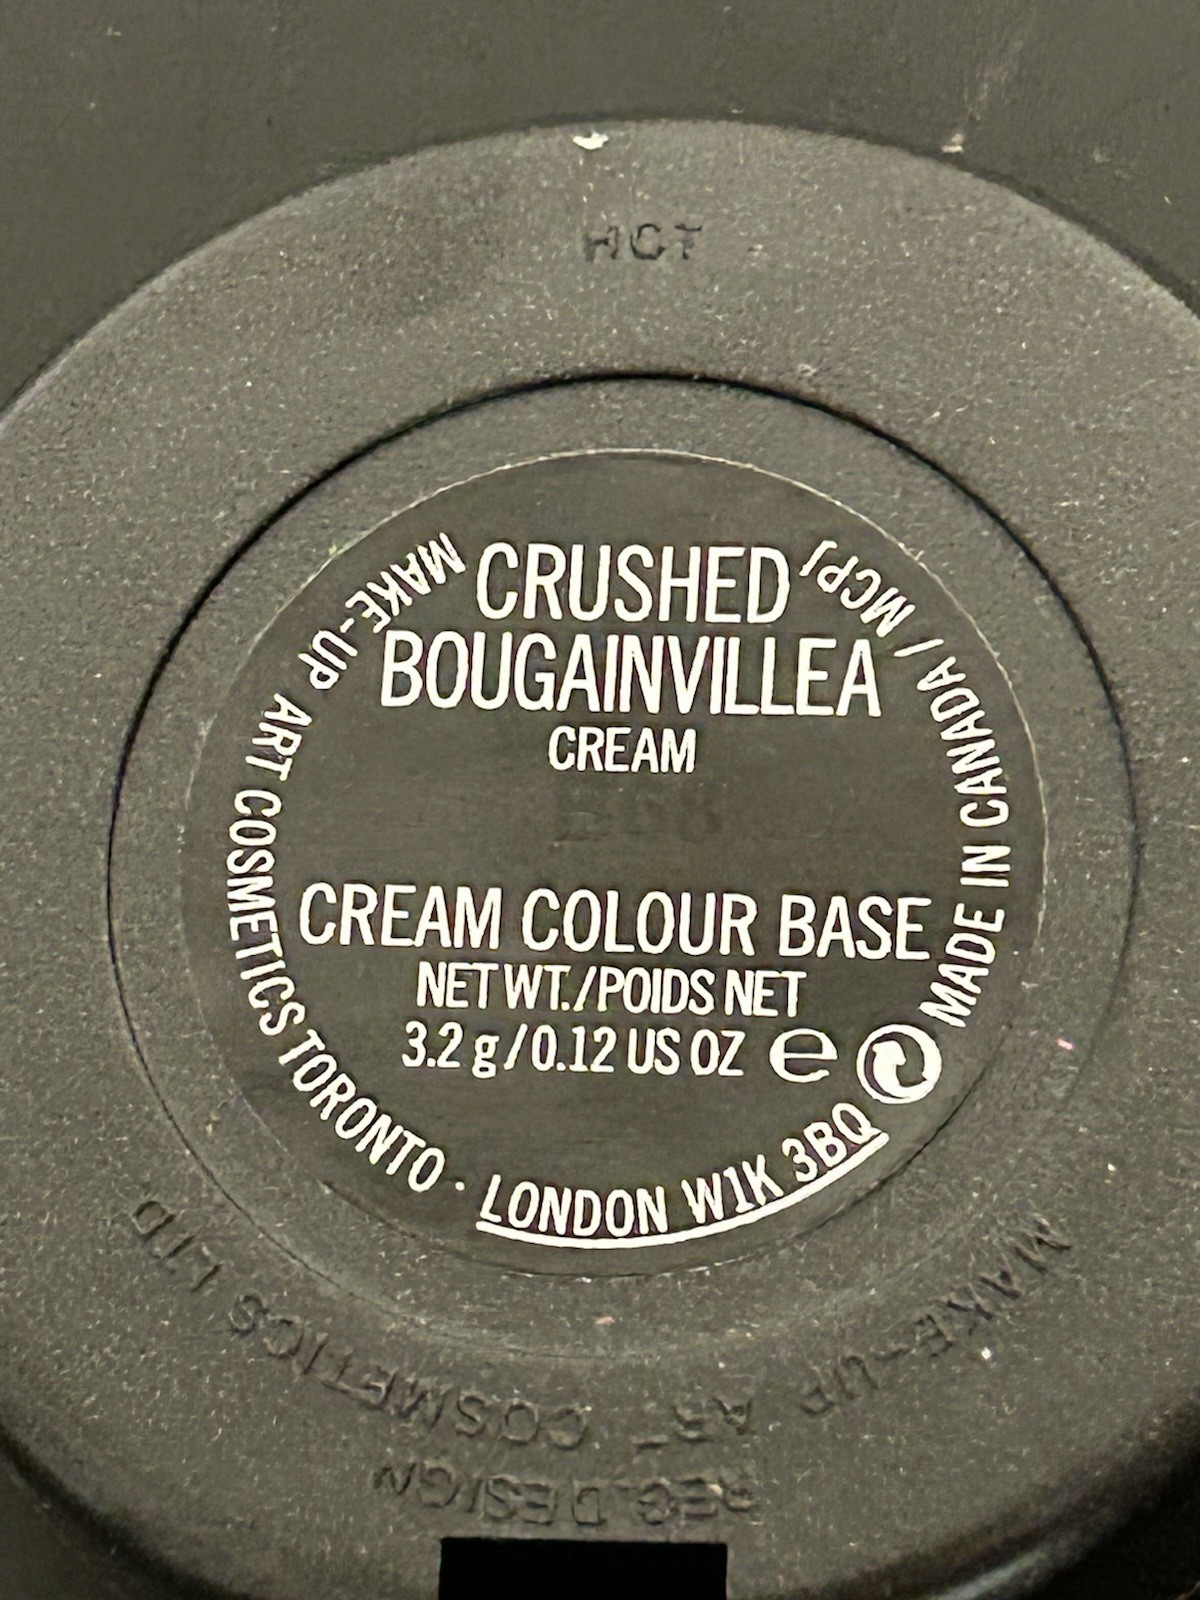 HCT
CRUSHED
BOUGAINVILLEA
CREAM
CREAM COLOUR BASE
NET WT./POIDS NET
3.2 g/0.12 US OZ e
MAKE-UP ART COSMETICS TORONTO · LONDON W1K 3BQ
MADE IN CANADA / MCPJ
MAKE-UP ART COSMETICS LTD
REG. DESIGN